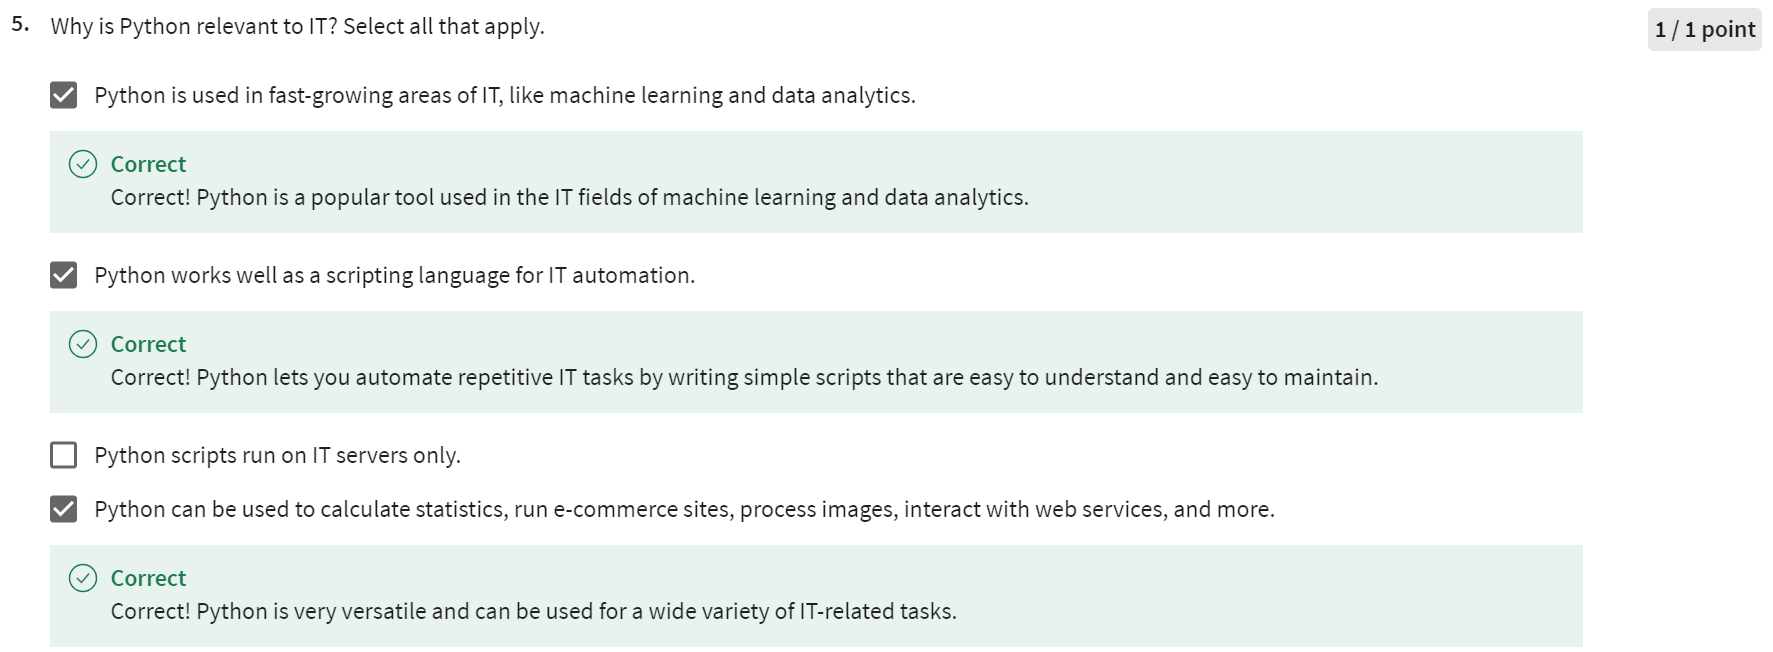 5. Why is Python relevant to IT? Select all that apply.
1 / 1 point
Python is used in fast-growing areas of IT, like machine learning and data analytics.
Correct
Correct! Python is a popular tool used in the IT fields of machine learning and data analytics.
Python works well as a scripting language for IT automation.
Correct
Correct! Python lets you automate repetitive IT tasks by writing simple scripts that are easy to understand and easy to maintain.
Python scripts run on IT servers only.
Python can be used to calculate statistics, run e-commerce sites, process images, interact with web services, and more.
Correct
Correct! Python is very versatile and can be used for a wide variety of IT-related tasks.